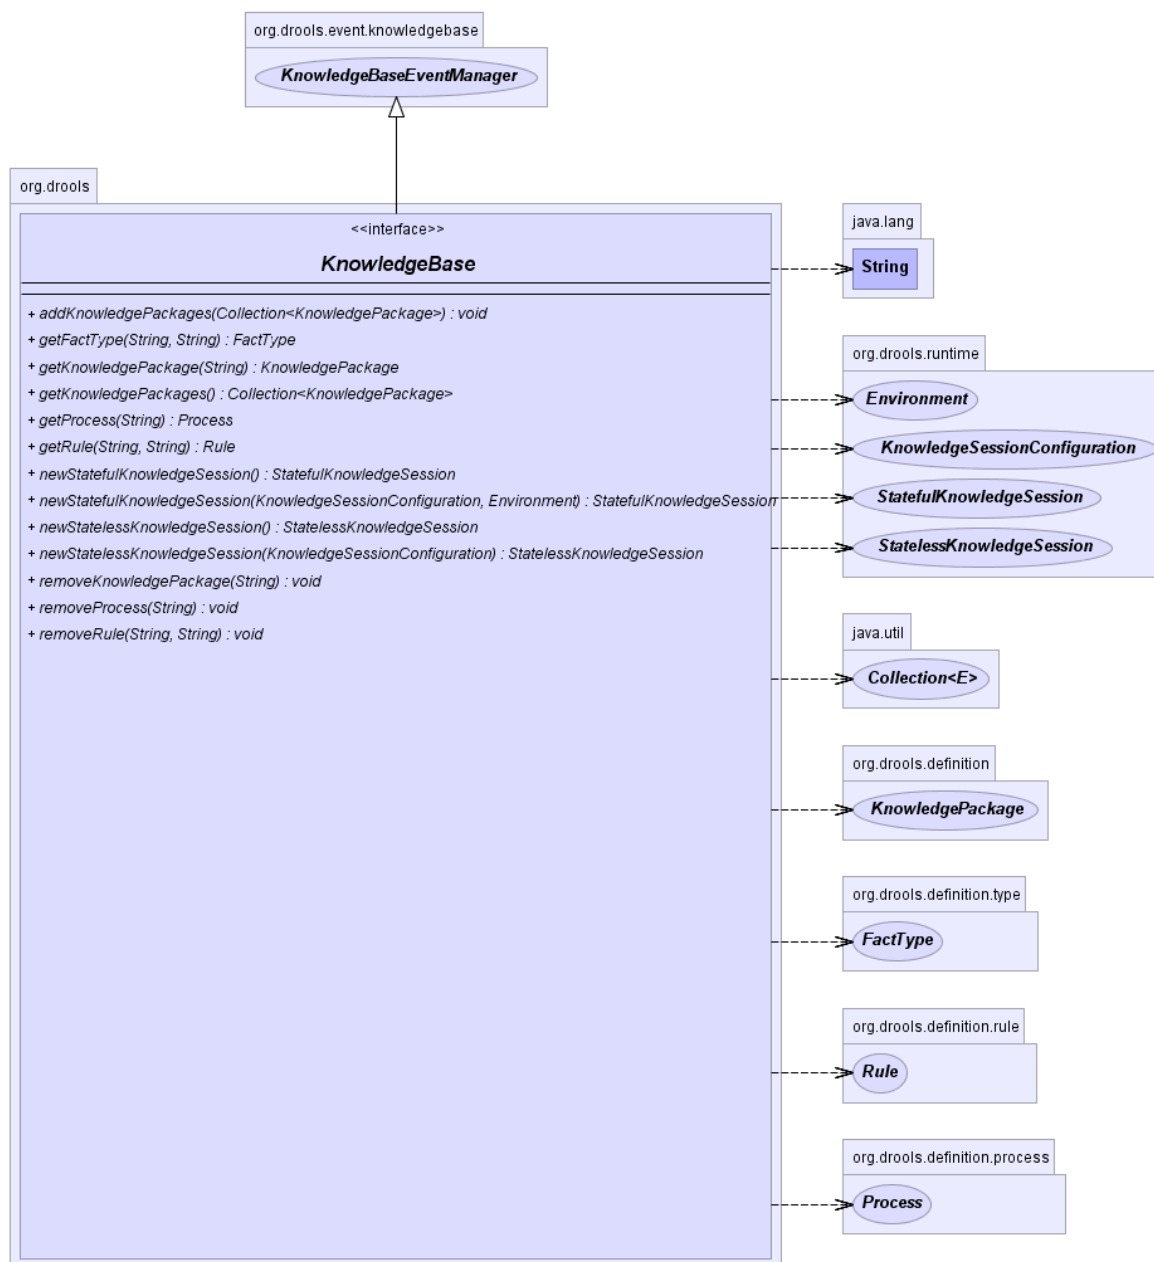 org.drools.event.knowledgebase
KnowledgeBaseEventManager
org.drools
<<interface>>
KnowledgeBase
+ addKnowledgePackages(Collection<KnowledgePackage>) : void
+ getFactType(String, String) : FactType
+ getKnowledgePackage(String) : KnowledgePackage
+ getKnowledgePackages() : Collection<KnowledgePackage>
+ getProcess(String) : Process
+ getRule(String, String) : Rule
+ newStatefulKnowledgeSession() : StatefulKnowledgeSession
+ newStatefulKnowledgeSession(KnowledgeSessionConfiguration, Environment) : StatefulKnowledgeSession
+ newStatelessKnowledgeSession() : StatelessKnowledgeSession
+ newStatelessKnowledgeSession(KnowledgeSessionConfiguration) : StatelessKnowledgeSession
+ removeKnowledgePackage(String) : void
+ removeProcess(String) : void
+ removeRule(String, String) : void
java.lang
String
org.drools.runtime
Environment
KnowledgeSessionConfiguration
StatefulKnowledgeSession
StatelessKnowledgeSession
java.util
Collection<E>
org.drools.definition
KnowledgePackage
org.drools.definition.type
FactType
org.drools.definition.rule
Rule
org.drools.definition.process
Process